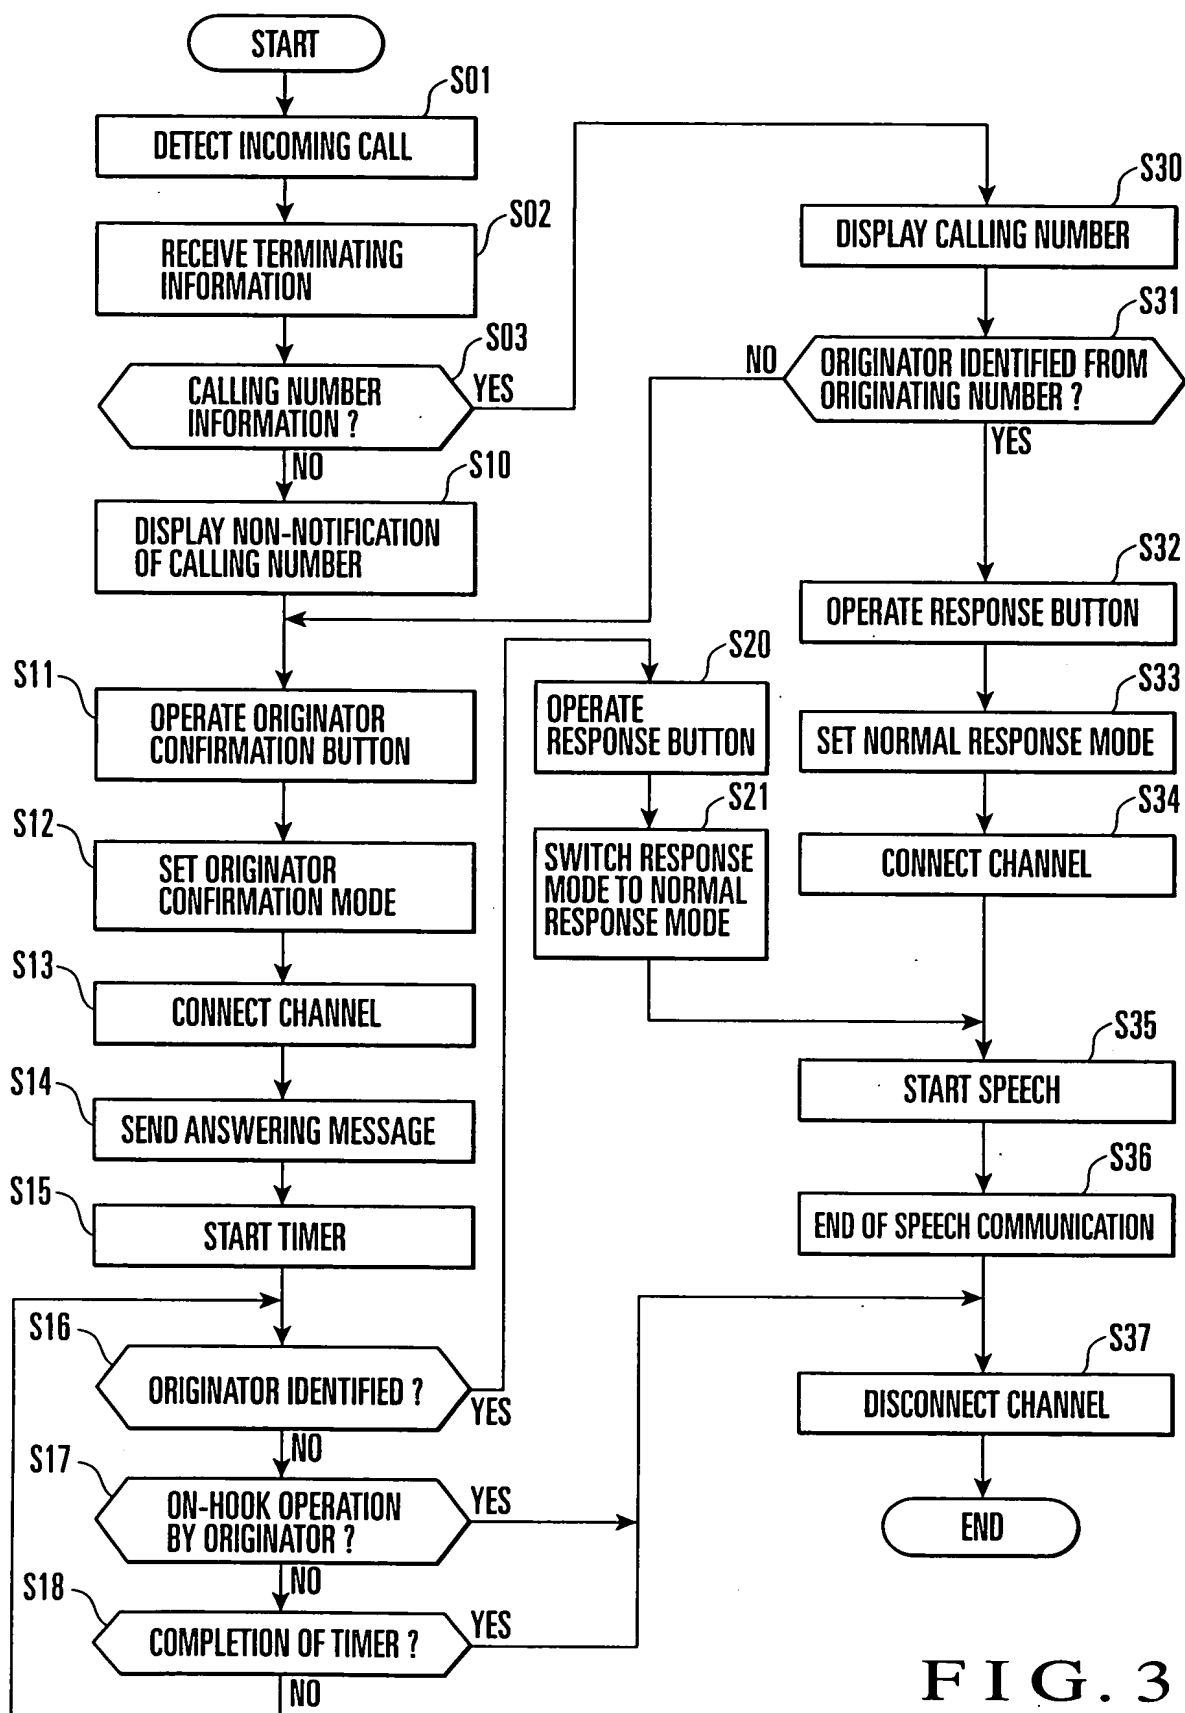 START
S01
DETECT INCOMING CALL
S02
RECEIVE TERMINATING
INFORMATION
S03
CALLING NUMBER
INFORMATION ?
YES
NO
S10
DISPLAY NON-NOTIFICATION
OF CALLING NUMBER
S11
OPERATE ORIGINATOR
CONFIRMATION BUTTON
S12
SET ORIGINATOR
CONFIRMATION MODE
S13
CONNECT CHANNEL
S14
SEND ANSWERING MESSAGE
S15
START TIMER
S16
ORIGINATOR IDENTIFIED ?
YES
NO
S17
ON-HOOK OPERATION
BY ORIGINATOR ?
YES
NO
S18
COMPLETION OF TIMER ?
YES
NO
S20
OPERATE
RESPONSE BUTTON
S21
SWITCH RESPONSE
MODE TO NORMAL
RESPONSE MODE
S30
DISPLAY CALLING NUMBER
S31
NO
ORIGINATOR IDENTIFIED FROM
ORIGINATING NUMBER ?
YES
S32
OPERATE RESPONSE BUTTON
S33
SET NORMAL RESPONSE MODE
S34
CONNECT CHANNEL
S35
START SPEECH
S36
END OF SPEECH COMMUNICATION
S37
DISCONNECT CHANNEL
END
FIG. 3